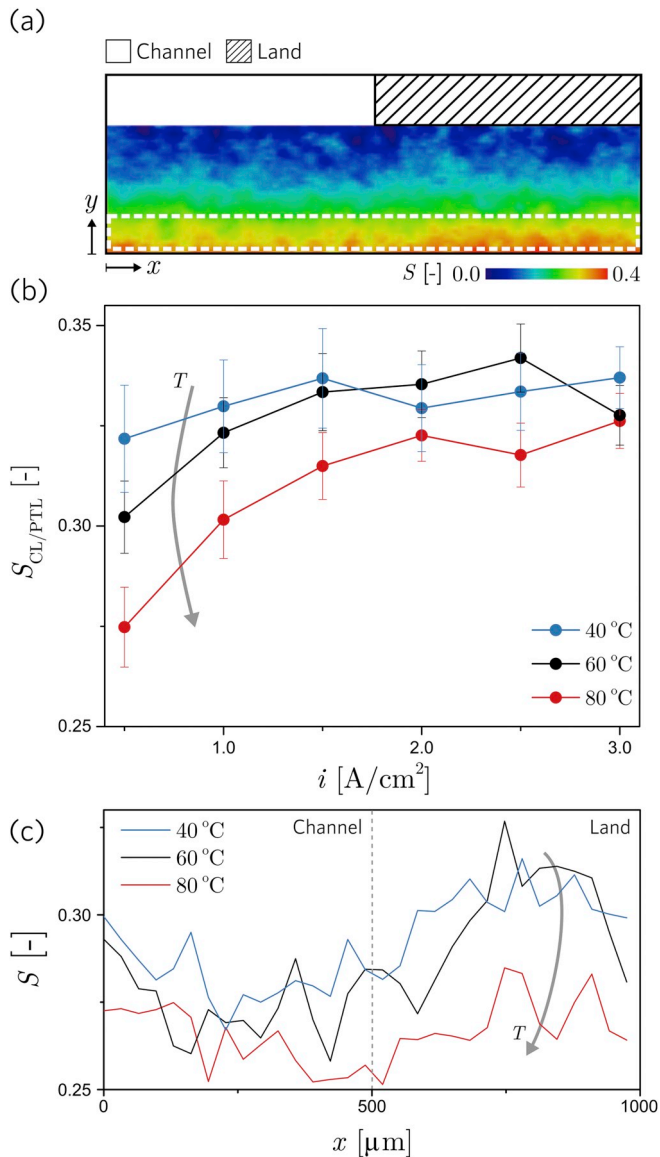 (a)
Channel Land
y
x
S [-] 0.0 0.4
(b)
0.35
T
0.30
S_CL/PTL [-]
40 °C
60 °C
80 °C
0.25
1.0 2.0 3.0
i [A/cm²]
(c)
40 °C Channel Land
60 °C
80 °C
0.30
S [-]
T
0.25
0 500 1000
x [µm]